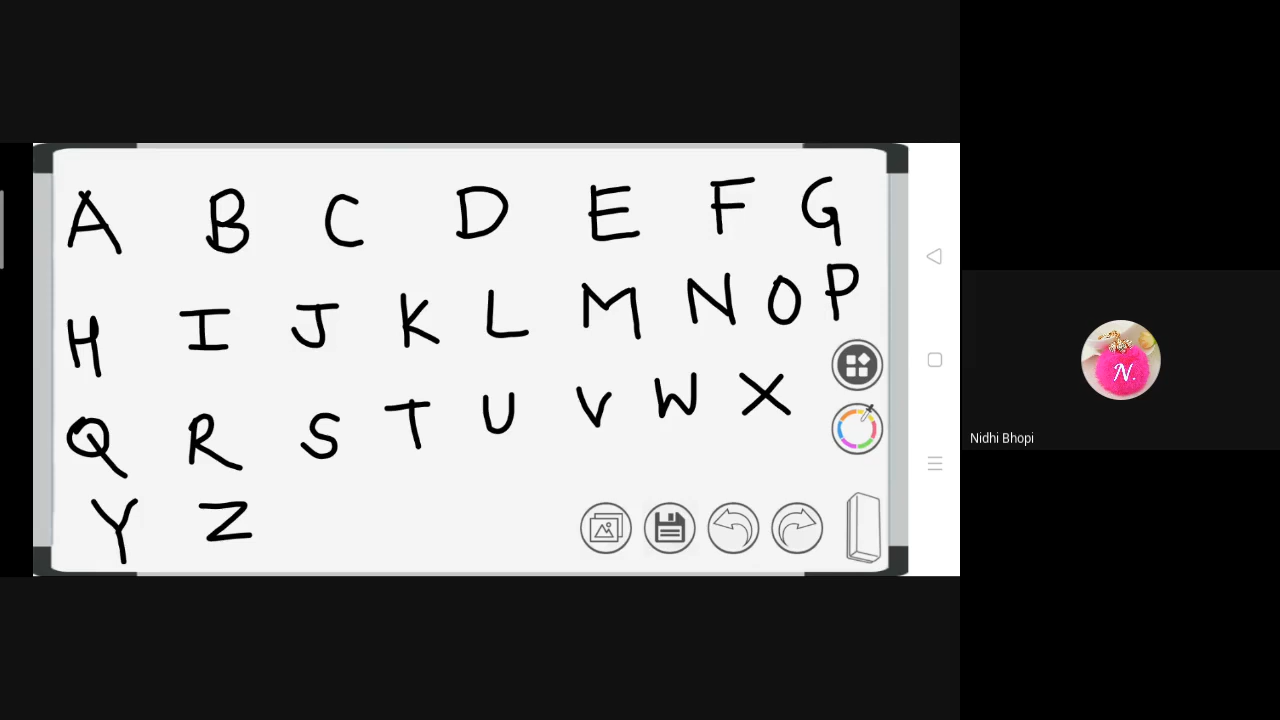 A B C D E F G
H I J K L M N O P
Q R S T U V W X
Y Z
N.
Nidhi Bhopi